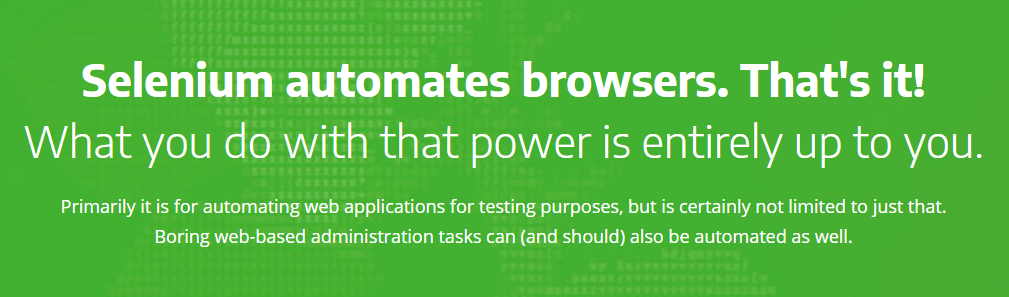 Selenium automates browsers. That's it!
What you do with that power is entirely up to you.
Primarily it is for automating web applications for testing purposes, but is certainly not limited to just that.
Boring web-based administration tasks can (and should) also be automated as well.